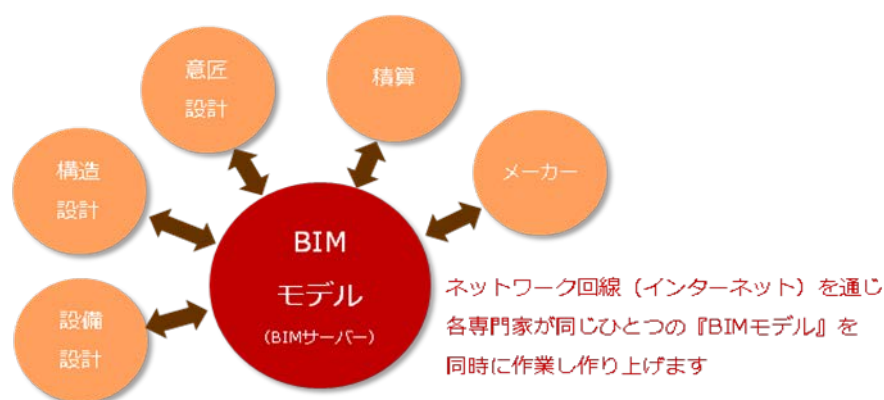 意匠
設計
積算
構造
設計
メーカー
BIM
モデル
(BIMサーバー)
設備
設計
ネットワーク回線（インターネット）を通じ
各専門家が同じひとつの『BIMモデル』を
同時に作業し作り上げます